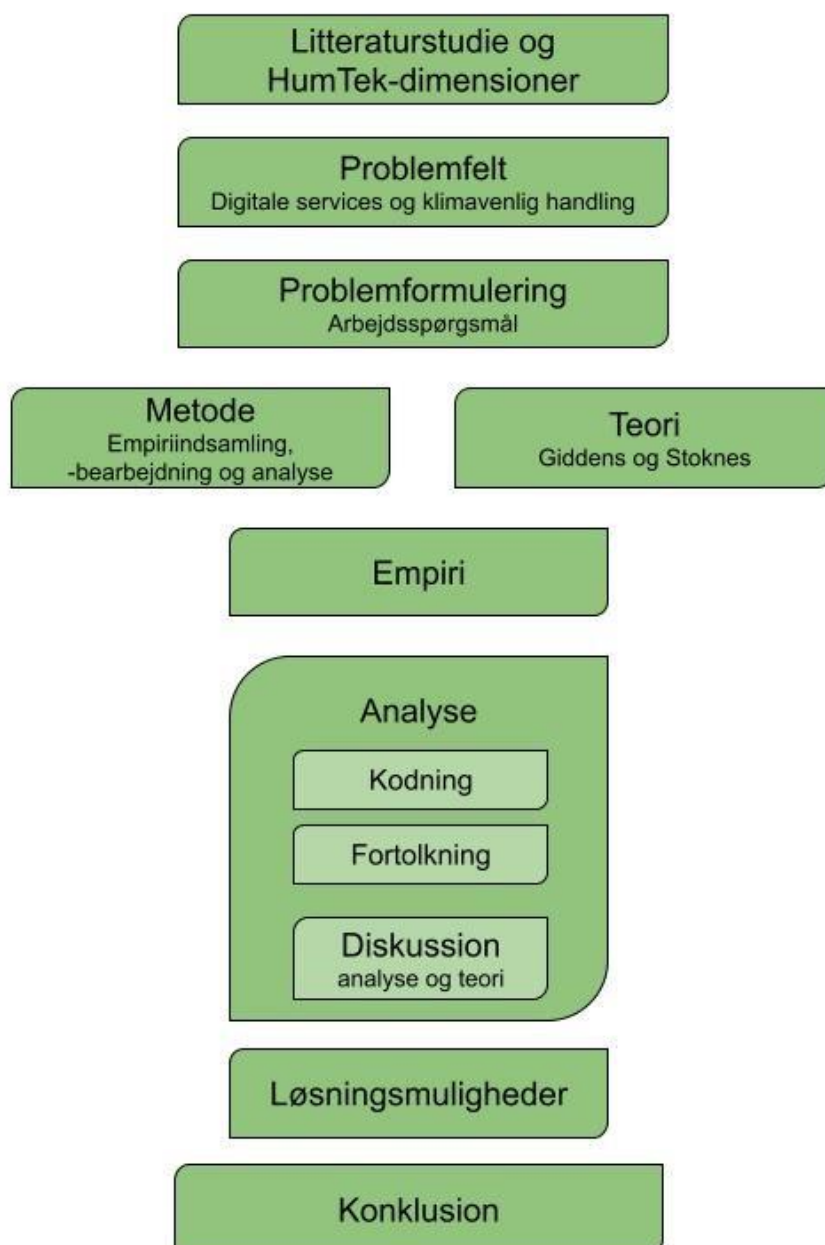 Litteraturstudie og
HumTek-dimensioner
Problemfelt
Digitale services og klimavenlig handling
Problemformulering
Arbejdsspørgsmål
Metode
Empiriindsamling,
-bearbejdning og analyse
Teori
Giddens og Stoknes
Empiri
Analyse
Kodning
Fortolkning
Diskussion
analyse og teori
Løsningsmuligheder
Konklusion